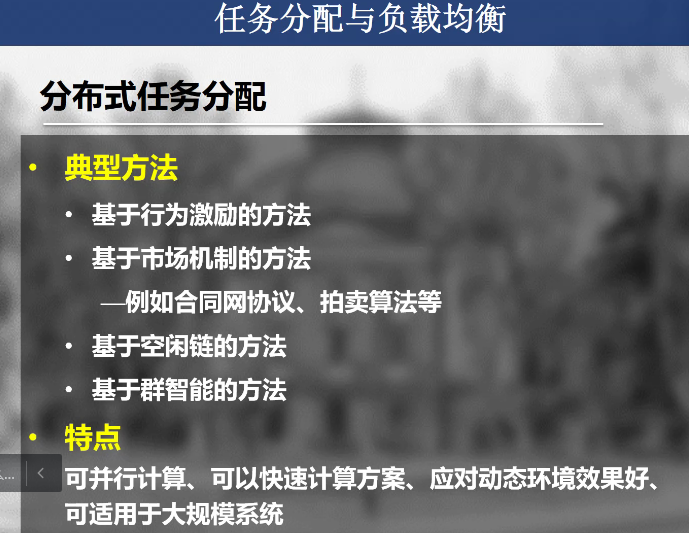 任务分配与负载均衡
分布式任务分配
• 典型方法
• 基于行为激励的方法
• 基于市场机制的方法
—例如合同网协议、拍卖算法等
• 基于空闲链的方法
• 基于群智能的方法
• 特点
可并行计算、可以快速计算方案、应对动态环境效果好、
可适用于大规模系统